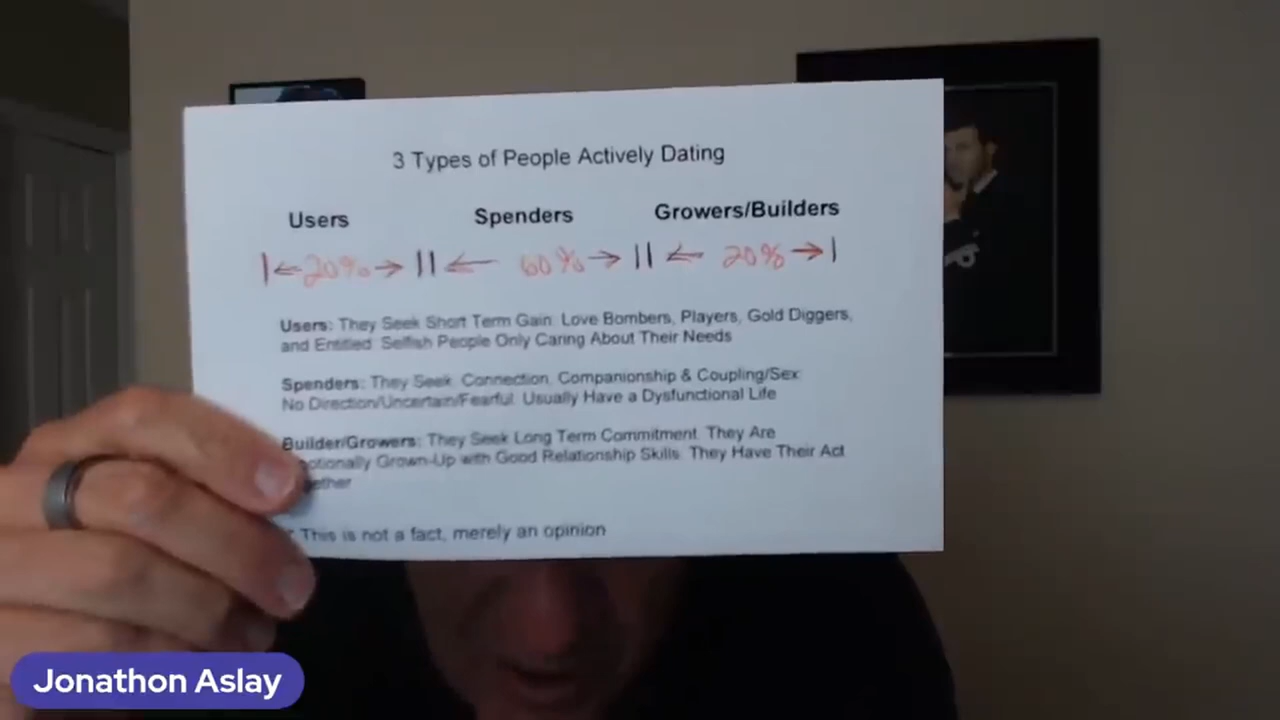 3 Types of People Actively Dating
Users Spenders Growers/Builders
|←20%→||← 60%→||← 20%→|
Users: They Seek Short Term Gain: Love Bombers, Players, Gold Diggers,
and Entitled: Selfish People Only Caring About Their Needs
Spenders: They Seek: Connection, Companionship & Coupling/Sex:
No Direction/Uncertain/Fearful. Usually Have a Dysfunctional Life
Builder/Growers: They Seek Long Term Commitment. They Are
Grown-Up with Good Relationship Skills. They Have Their Act
This is not a fact, merely an opinion
Jonathon Aslay